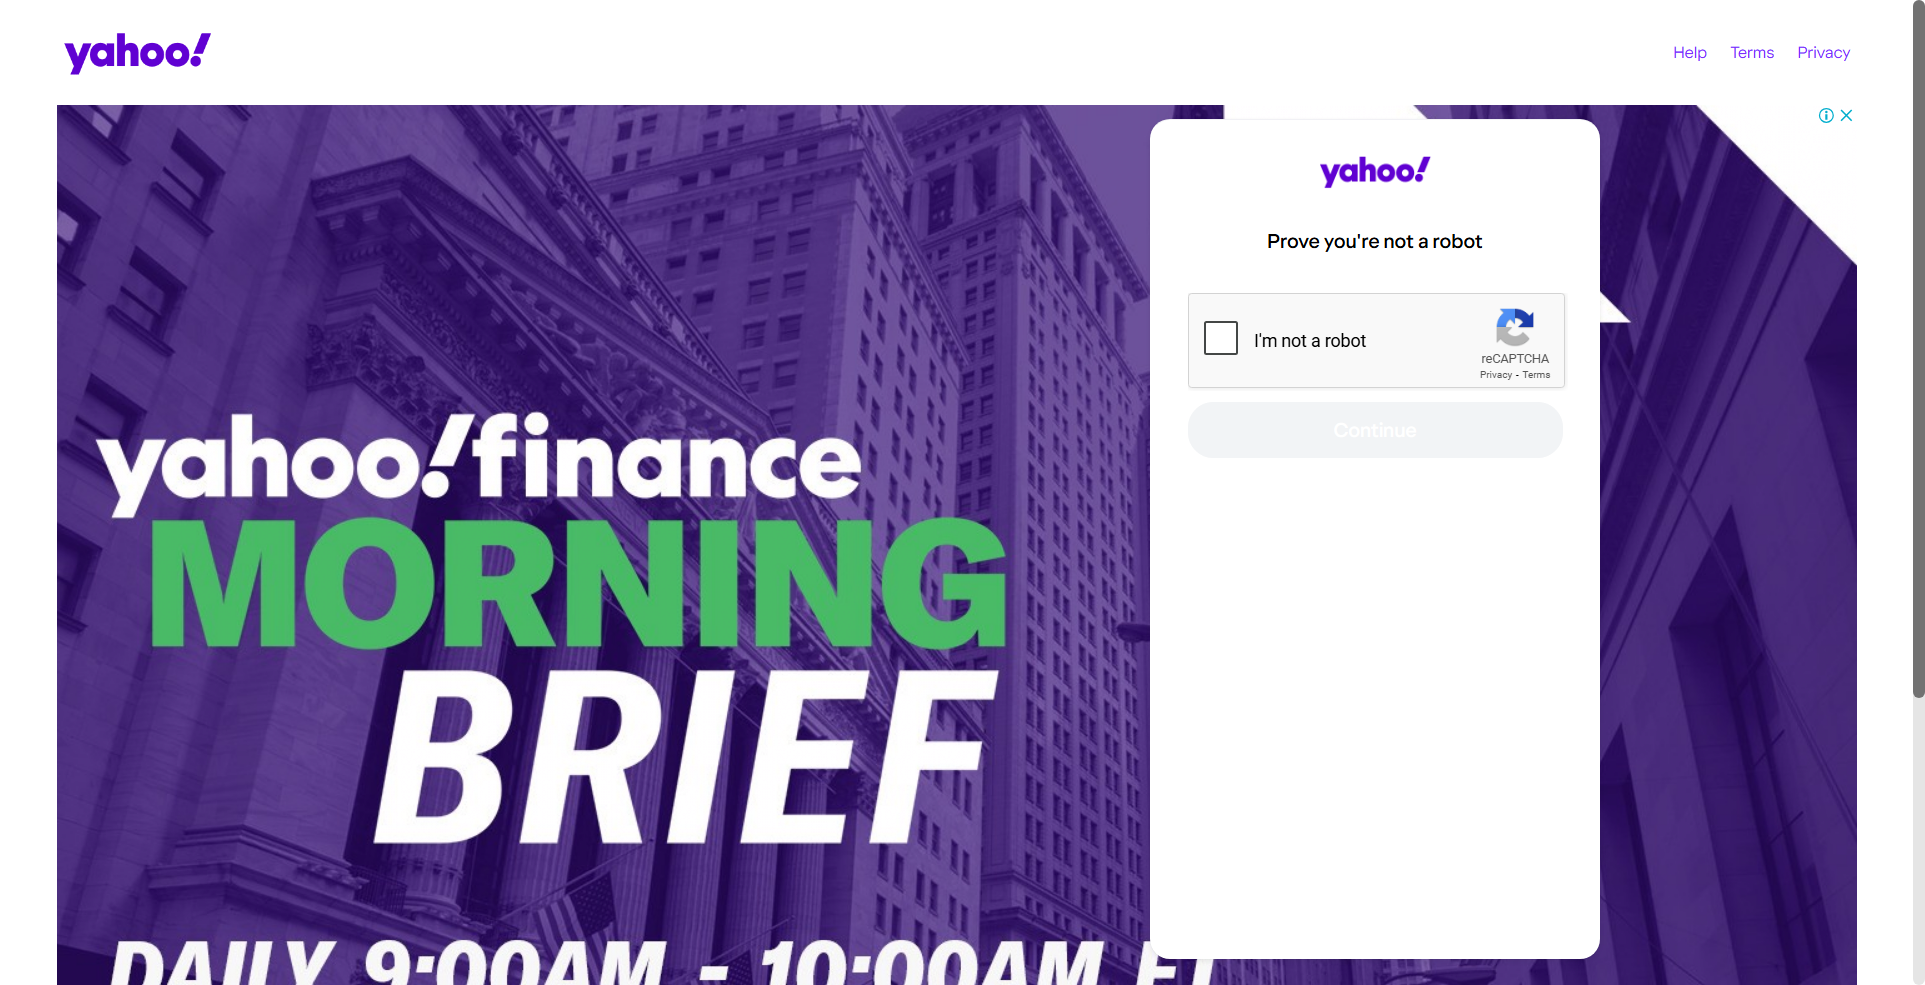 yahoo!
Help Terms Privacy
yahoo!
Prove you're not a robot
I'm not a robot
reCAPTCHA
Privacy - Terms
Continue
yahoo!finance
MORNING
BRIEF
DAILY 9:00AM - 10:00AM ET